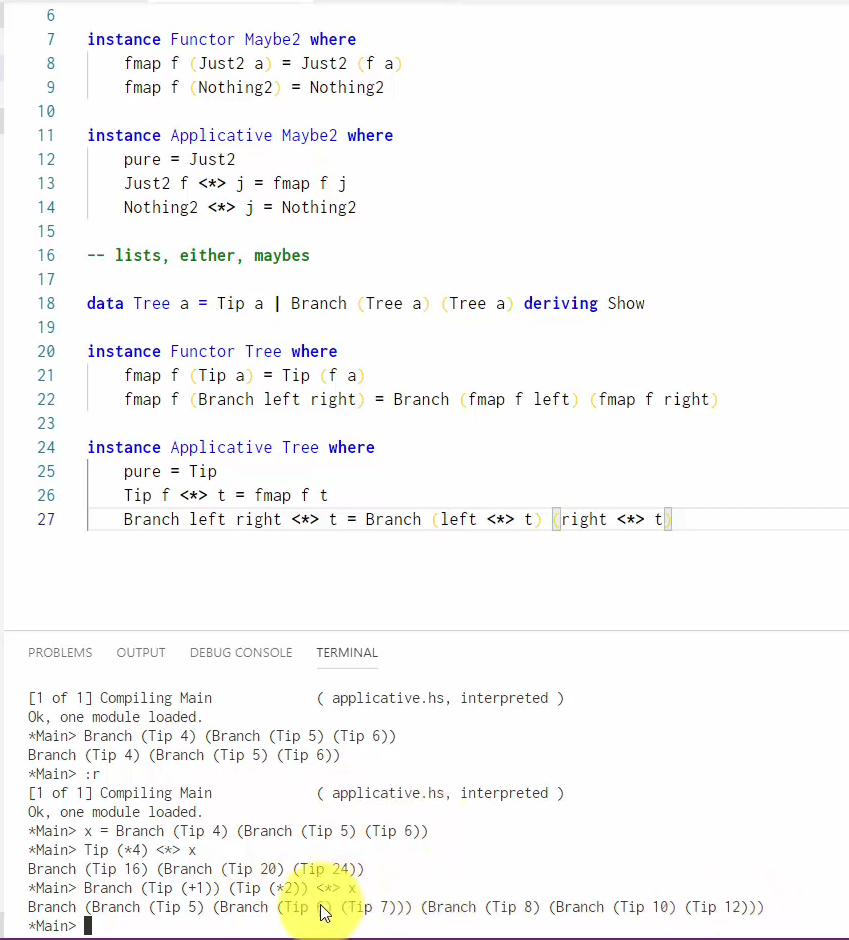 6
7 instance Functor Maybe2 where
8 fmap f (Just2 a) = Just2 (f a)
9 fmap f (Nothing2) = Nothing2
10
11 instance Applicative Maybe2 where
12 pure = Just2
13 Just2 f <*> j = fmap f j
14 Nothing2 <*> j = Nothing2
15
16 -- lists, either, maybes
17
18 data Tree a = Tip a | Branch (Tree a) (Tree a) deriving Show
19
20 instance Functor Tree where
21 fmap f (Tip a) = Tip (f a)
22 fmap f (Branch left right) = Branch (fmap f left) (fmap f right)
23
24 instance Applicative Tree where
25 pure = Tip
26 Tip f <*> t = fmap f t
27 Branch left right <*> t = Branch (left <*> t) (right <*> t)
PROBLEMS OUTPUT DEBUG CONSOLE TERMINAL
[1 of 1] Compiling Main ( applicative.hs, interpreted )
Ok, one module loaded.
*Main> Branch (Tip 4) (Branch (Tip 5) (Tip 6))
Branch (Tip 4) (Branch (Tip 5) (Tip 6))
*Main> :r
[1 of 1] Compiling Main ( applicative.hs, interpreted )
Ok, one module loaded.
*Main> x = Branch (Tip 4) (Branch (Tip 5) (Tip 6))
*Main> Tip (*4) <*> x
Branch (Tip 16) (Branch (Tip 20) (Tip 24))
*Main> Branch (Tip (+1)) (Tip (*2)) <*> x
Branch (Branch (Tip 5) (Branch (Tip 6) (Tip 7))) (Branch (Tip 8) (Branch (Tip 10) (Tip 12)))
*Main>